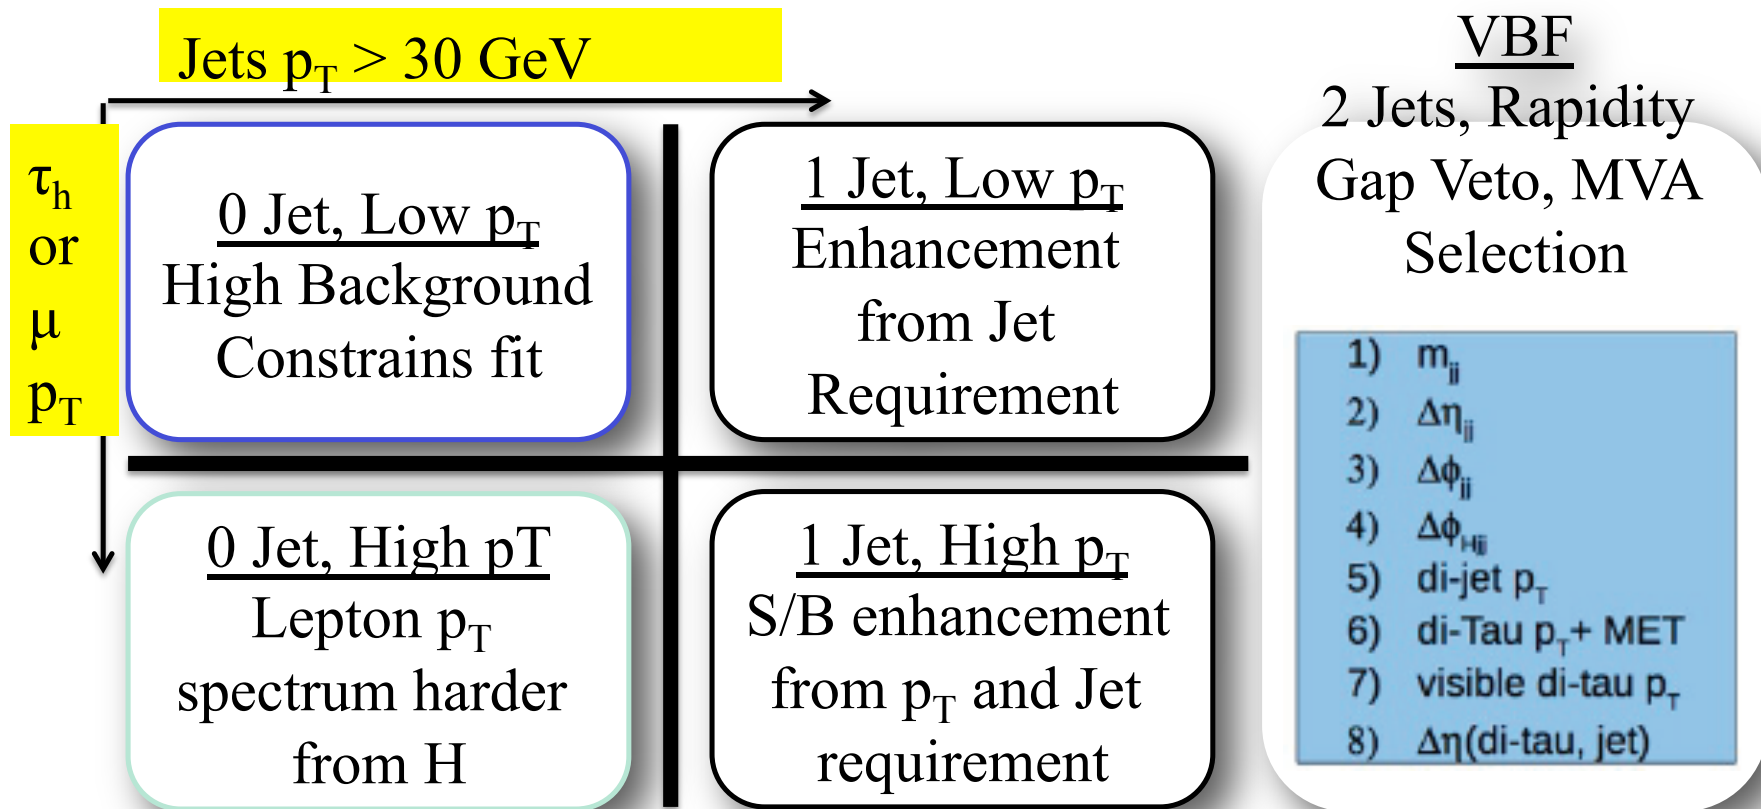 Jets p_T > 30 GeV
τ_h
or
μ
p_T
0 Jet, Low p_T
High Background
Constrains fit
1 Jet, Low p_T
Enhancement
from Jet
Requirement
0 Jet, High pT
Lepton p_T
spectrum harder
from H
1 Jet, High p_T
S/B enhancement
from p_T and Jet
requirement
VBF
2 Jets, Rapidity
Gap Veto, MVA
Selection
1) m_jj
2) Δη_jj
3) Δϕ_jj
4) Δϕ_Hjj
5) di-jet p_T
6) di-Tau p_T+ MET
7) visible di-tau p_T
8) Δη(di-tau, jet)